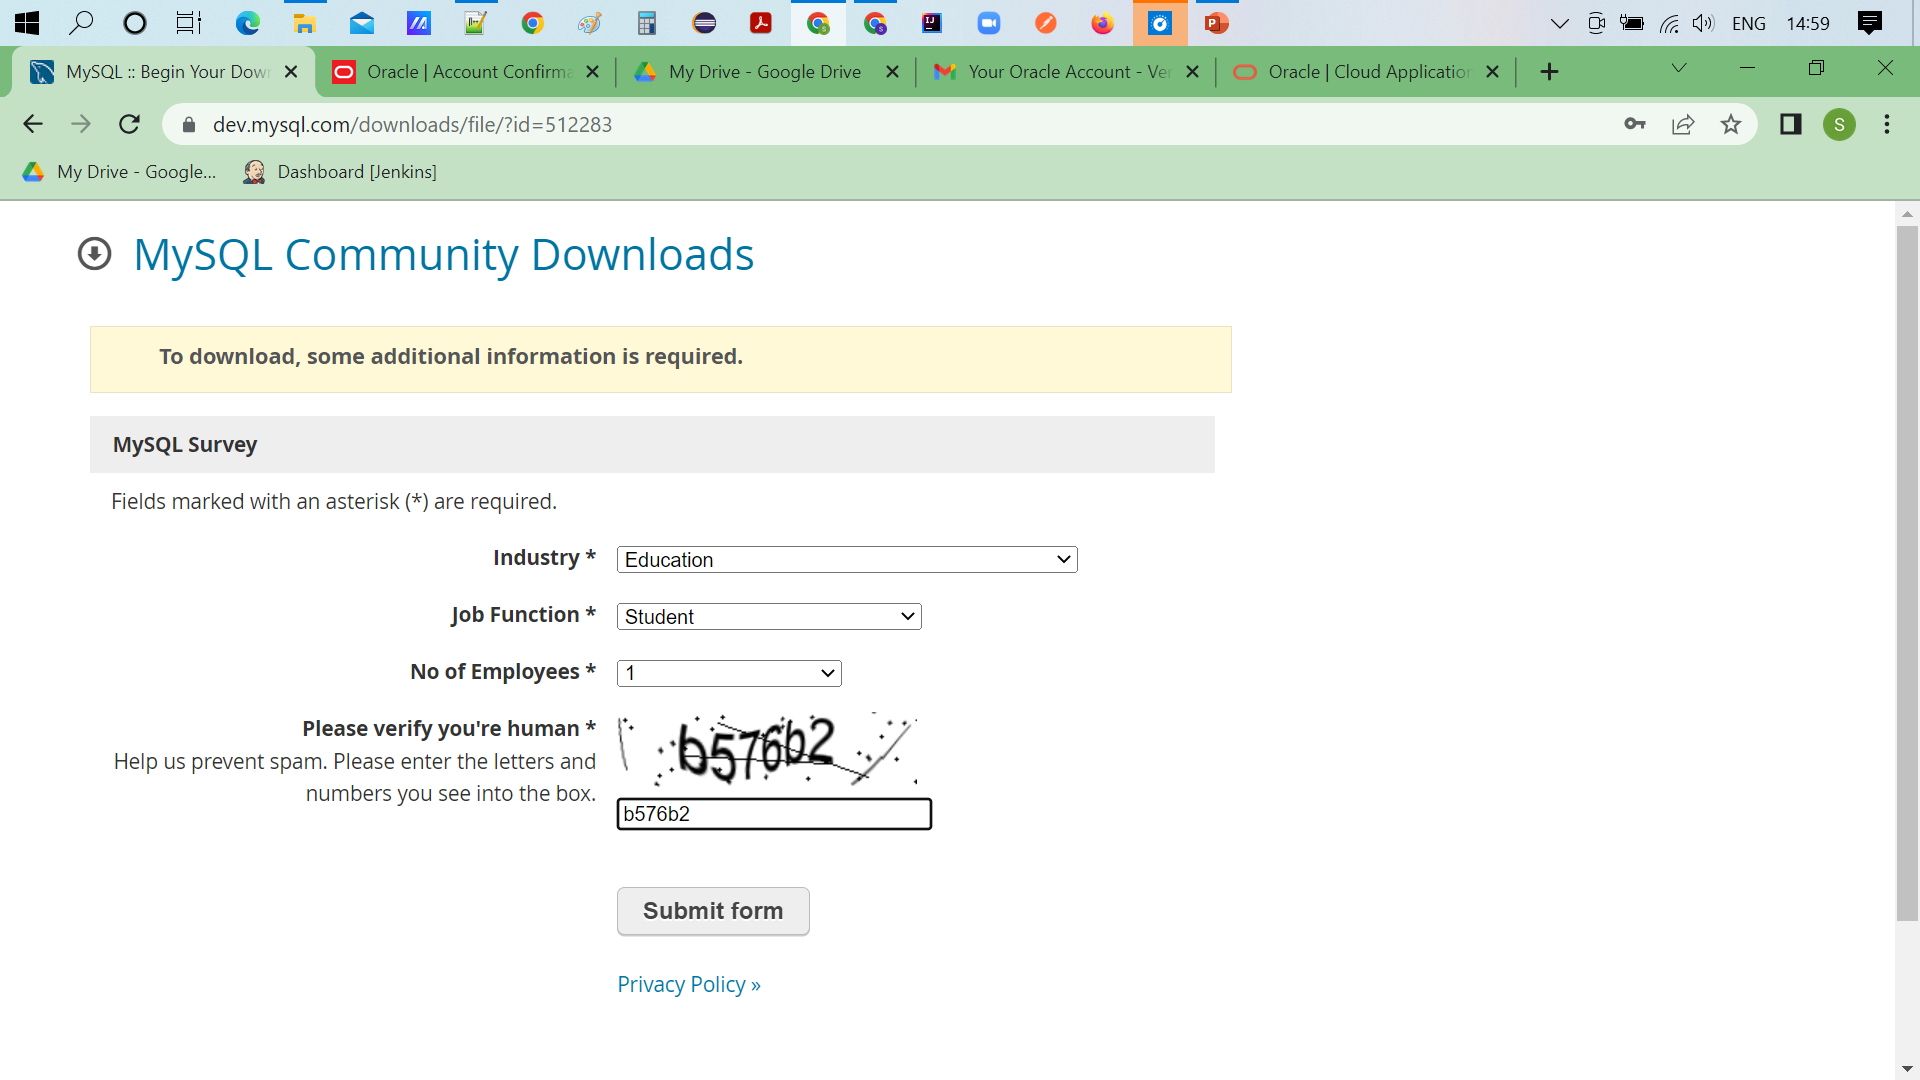 ENG
14:59
MySQL :: Begin Your Dow
Oracle | Account Confirma
My Drive - Google Drive
Your Oracle Account - Ver
Oracle | Cloud Application
dev.mysql.com/downloads/file/?id=512283
S
My Drive - Google...
Dashboard [Jenkins]
MySQL Community Downloads
To download, some additional information is required.
MySQL Survey
Fields marked with an asterisk (*) are required.
Industry *
Education
Job Function *
Student
No of Employees *
1
Please verify you're human *
Help us prevent spam. Please enter the letters and
numbers you see into the box.
b576b2
b576b2
Submit form
Privacy Policy »